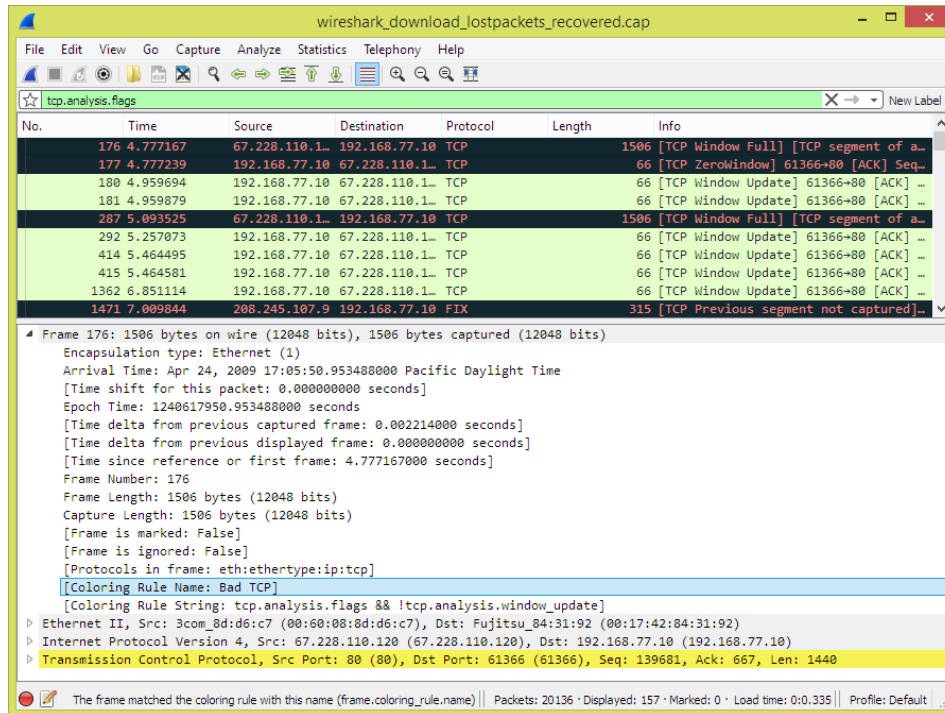 wireshark_download_lostpackets_recovered.cap
File Edit View Go Capture Analyze Statistics Telephony Help
tcp.analysis.flags New Label
No. Time Source Destination Protocol Length Info
176 4.777167 67.228.110.1… 192.168.77.10 TCP 1506 [TCP Window Full] [TCP segment of a…
177 4.777239 192.168.77.10 67.228.110.1… TCP 66 [TCP ZeroWindow] 61366→80 [ACK] Seq…
180 4.959694 192.168.77.10 67.228.110.1… TCP 66 [TCP Window Update] 61366→80 [ACK] …
181 4.959879 192.168.77.10 67.228.110.1… TCP 66 [TCP Window Update] 61366→80 [ACK] …
287 5.093525 67.228.110.1… 192.168.77.10 TCP 1506 [TCP Window Full] [TCP segment of a…
292 5.257073 192.168.77.10 67.228.110.1… TCP 66 [TCP Window Update] 61366→80 [ACK] …
414 5.464495 192.168.77.10 67.228.110.1… TCP 66 [TCP Window Update] 61366→80 [ACK] …
415 5.464581 192.168.77.10 67.228.110.1… TCP 66 [TCP Window Update] 61366→80 [ACK] …
1362 6.851114 192.168.77.10 67.228.110.1… TCP 66 [TCP Window Update] 61366→80 [ACK] …
1471 7.009844 208.245.107.9 192.168.77.10 FIX 315 [TCP Previous segment not captured]…
Frame 176: 1506 bytes on wire (12048 bits), 1506 bytes captured (12048 bits)
Encapsulation type: Ethernet (1)
Arrival Time: Apr 24, 2009 17:05:50.953488000 Pacific Daylight Time
[Time shift for this packet: 0.000000000 seconds]
Epoch Time: 1240617950.953488000 seconds
[Time delta from previous captured frame: 0.002214000 seconds]
[Time delta from previous displayed frame: 0.000000000 seconds]
[Time since reference or first frame: 4.777167000 seconds]
Frame Number: 176
Frame Length: 1506 bytes (12048 bits)
Capture Length: 1506 bytes (12048 bits)
[Frame is marked: False]
[Frame is ignored: False]
[Protocols in frame: eth:ethertype:ip:tcp]
[Coloring Rule Name: Bad TCP]
[Coloring Rule String: tcp.analysis.flags && !tcp.analysis.window_update]
Ethernet II, Src: 3com_8d:d6:c7 (00:60:08:8d:d6:c7), Dst: Fujitsu_84:31:92 (00:17:42:84:31:92)
Internet Protocol Version 4, Src: 67.228.110.120 (67.228.110.120), Dst: 192.168.77.10 (192.168.77.10)
Transmission Control Protocol, Src Port: 80 (80), Dst Port: 61366 (61366), Seq: 139681, Ack: 667, Len: 1440
The frame matched the coloring rule with this name (frame.coloring_rule.name) Packets: 20136 · Displayed: 157 · Marked: 0 · Load time: 0:0.335 Profile: Default